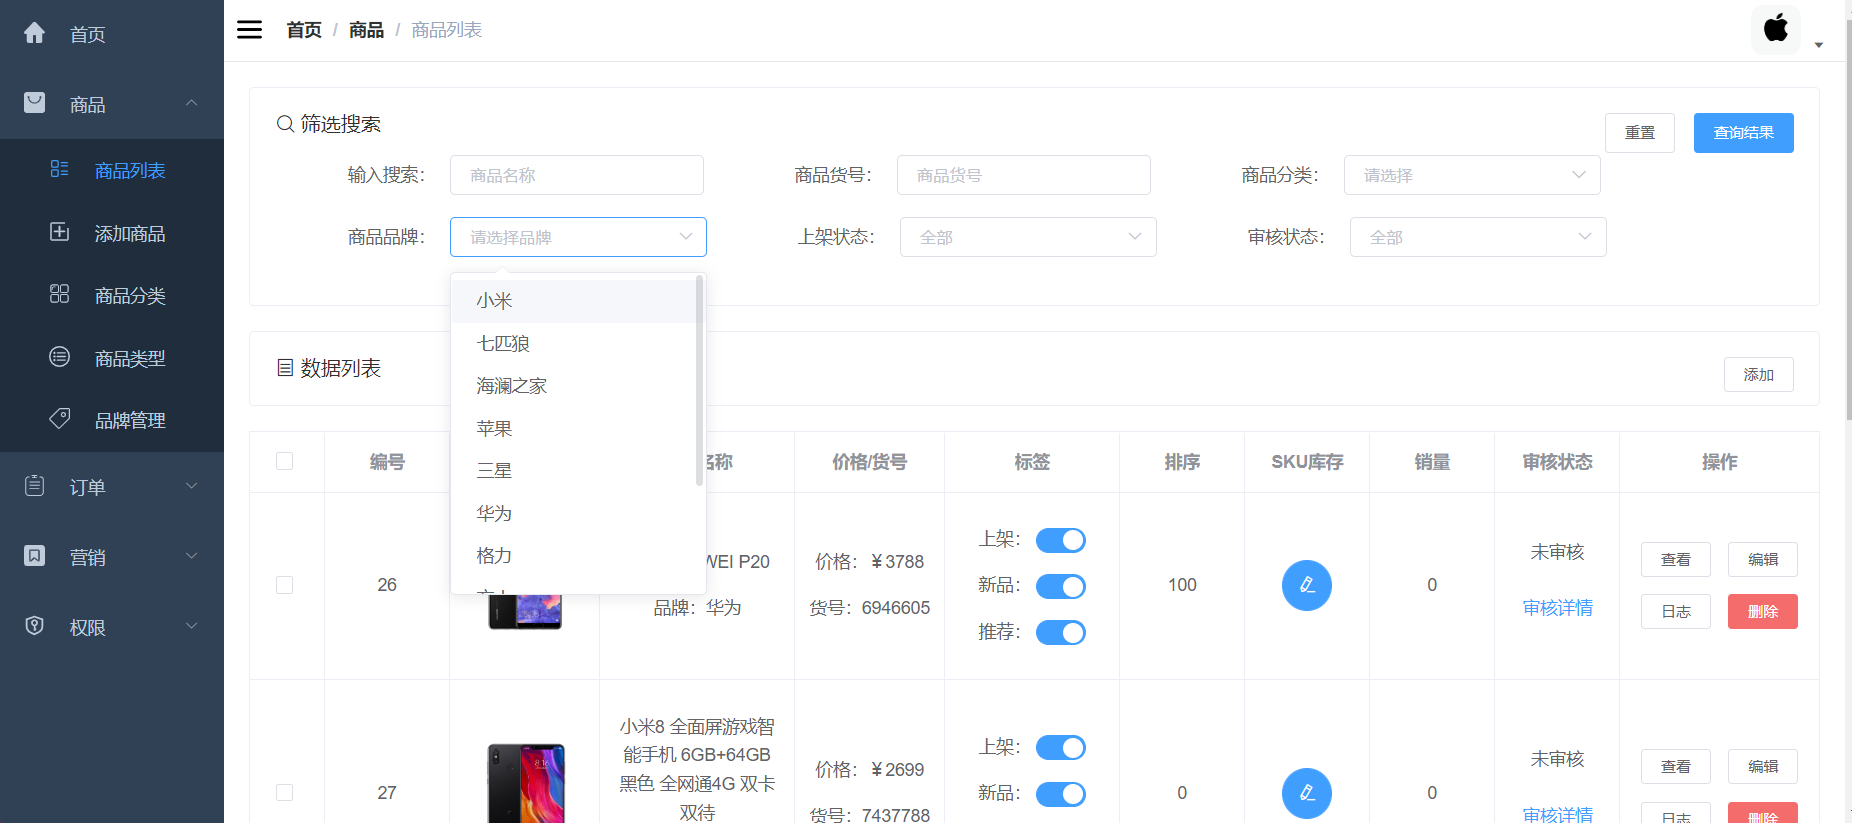 首页
商品
商品列表
添加商品
商品分类
商品类型
品牌管理
订单
营销
权限
首页 / 商品 / 商品列表
筛选搜索
重置
查询结果
输入搜索：
商品名称
商品货号：
商品货号
商品分类：
请选择
商品品牌：
请选择品牌
上架状态：
全部
审核状态：
全部
小米
七匹狼
海澜之家
苹果
三星
华为
格力
数据列表
添加
编号
名称
价格/货号
标签
排序
SKU库存
销量
审核状态
操作
26
WEI P20
品牌：华为
价格：¥3788
货号：6946605
上架：
新品：
推荐：
100
0
未审核
审核详情
查看
编辑
日志
删除
27
8:16
小米8 全面屏游戏智
能手机 6GB+64GB
黑色 全网通4G 双卡
双待
价格：¥2699
货号：7437788
上架：
新品：
0
0
未审核
审核详情
查看
编辑
日志
删除